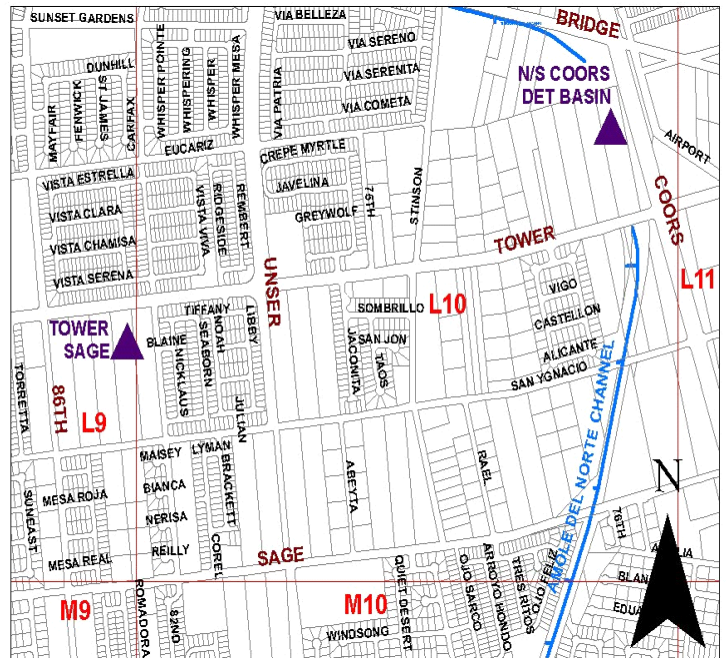 SUNSET GARDENS
VIA BELLEZA
BRIDGE
VIA SERENO
DUNHILL
VIA SERENITA
VIA COMETA
N/S COORS
DET BASIN
MAYFAIR
FENWICK
ST JAMES
CARFAX
WHISPER POINTE
WHISPERING
WHISPER
WHISPER MESA
VIA PATRIA
EUCARIZ
CREPE MYRTLE
AIRPORT
VISTA ESTRELLA
JAVELINA
75TH
STINSON
COORS
VISTA CLARA
GREYWOLF
VISTA VIVA
RIDGESIDE
REMBERT
VISTA CHAMISA
TOWER
VISTA SERENA
UNSER
L11
VIGO
TIFFANY
LIBBY
SOMBRILLO
L10
CASTELLON
TOWER
SAGE
BLAINE
NICKLAUS
SEABORN
NOAH
SAN JON
JACONITA
TAOS
ALICANTE
SAN YGNACIO
TORRETTA
86TH
L9
JULIAN
AMOLE DEL NORTE CHANNEL
MAISEY
LYMAN
BRACKETT
ABEYTA
RAEL
N
SUNEAST
MESA ROJA
BIANCA
NERISA
76TH
MESA REAL
REILLY
COREL
SAGE
M9
ROMADORA
82ND
M10
QUIET DESERT
OJO SARCO
ARROYO HONDO
TRES RITOS
OJO FELIZ
WINDSONG